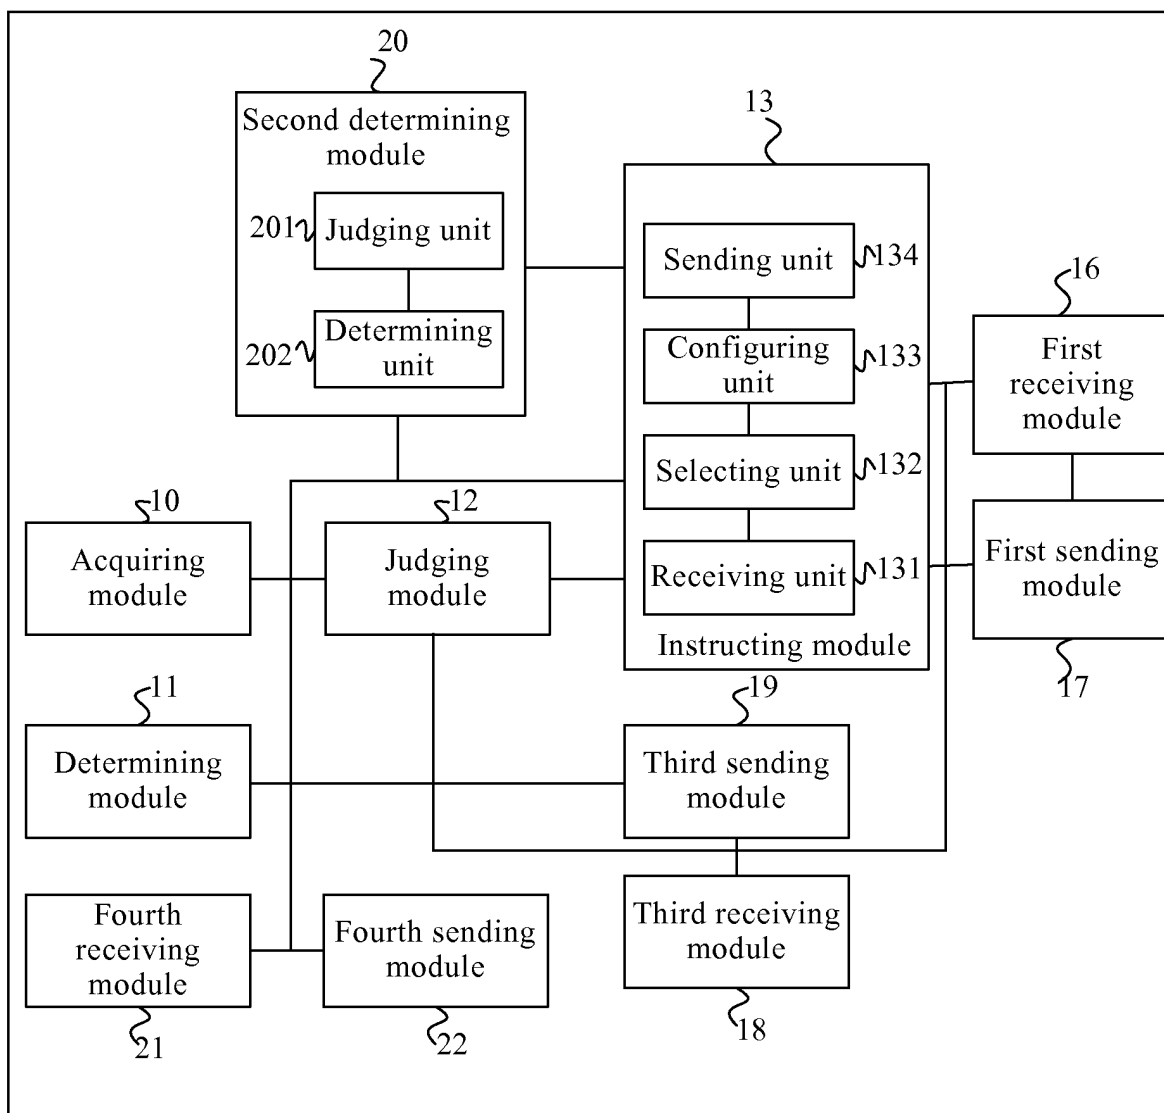 20
Second determining
module
201
Judging unit
202
Determining
unit
13
Sending unit
134
Configuring
unit
133
Selecting unit
132
Receiving unit
131
Instructing module
16
First
receiving
module
First sending
module
17
10
Acquiring
module
12
Judging
module
11
Determining
module
19
Third sending
module
Third receiving
module
18
Fourth
receiving
module
21
Fourth sending
module
22